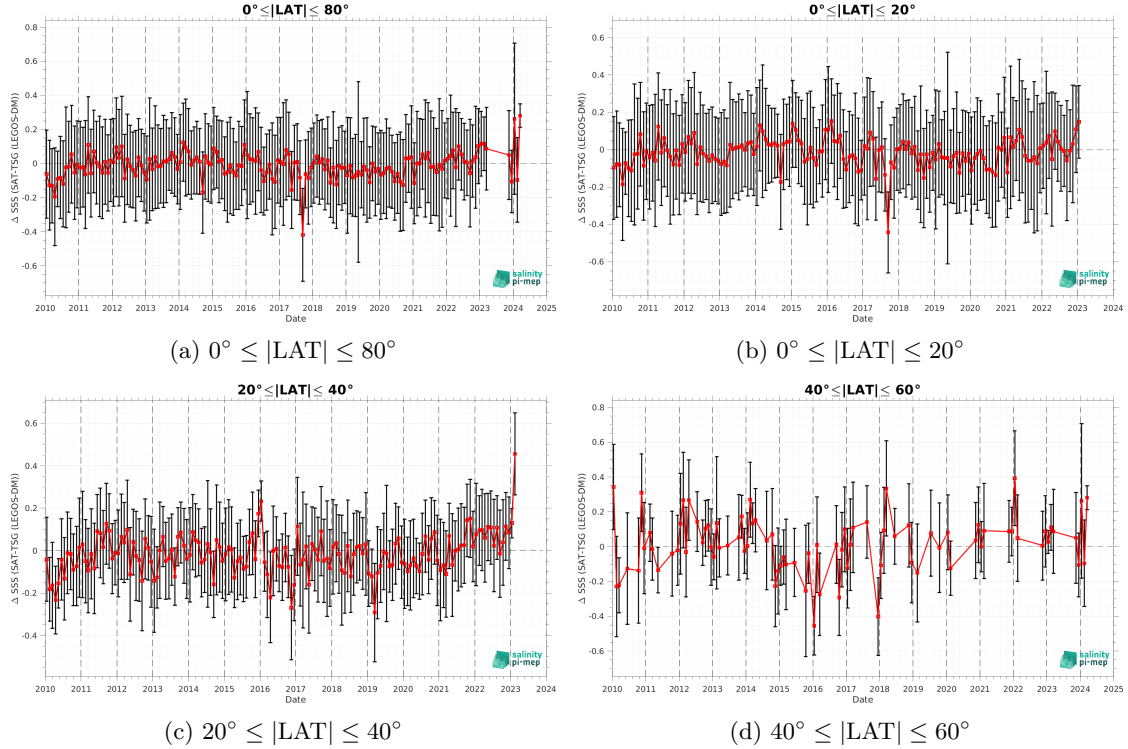 0°≤|LAT|≤ 80°
Δ SSS (SAT-TSG (LEGOS-DM))
0.8
0.6
0.4
0.2
0
-0.2
-0.4
-0.6
2010 2011 2012 2013 2014 2015 2016 2017 2018 2019 2020 2021 2022 2023 2024 2025
Date
salinity
pi-mep
(a) 0° ≤ |LAT| ≤ 80°
0°≤|LAT|≤ 20°
Δ SSS (SAT-TSG (LEGOS-DM))
0.6
0.4
0.2
0
-0.2
-0.4
-0.6
2010 2011 2012 2013 2014 2015 2016 2017 2018 2019 2020 2021 2022 2023 2024
Date
salinity
pi-mep
(b) 0° ≤ |LAT| ≤ 20°
20°≤|LAT|≤ 40°
Δ SSS (SAT-TSG (LEGOS-DM))
0.6
0.4
0.2
0
-0.2
-0.4
2010 2011 2012 2013 2014 2015 2016 2017 2018 2019 2020 2021 2022 2023 2024
Date
salinity
pi-mep
(c) 20° ≤ |LAT| ≤ 40°
40°≤|LAT|≤ 60°
Δ SSS (SAT-TSG (LEGOS-DM))
0.8
0.6
0.4
0.2
0
-0.2
-0.4
-0.6
2010 2011 2012 2013 2014 2015 2016 2017 2018 2019 2020 2021 2022 2023 2024 2025
Date
salinity
pi-mep
(d) 40° ≤ |LAT| ≤ 60°